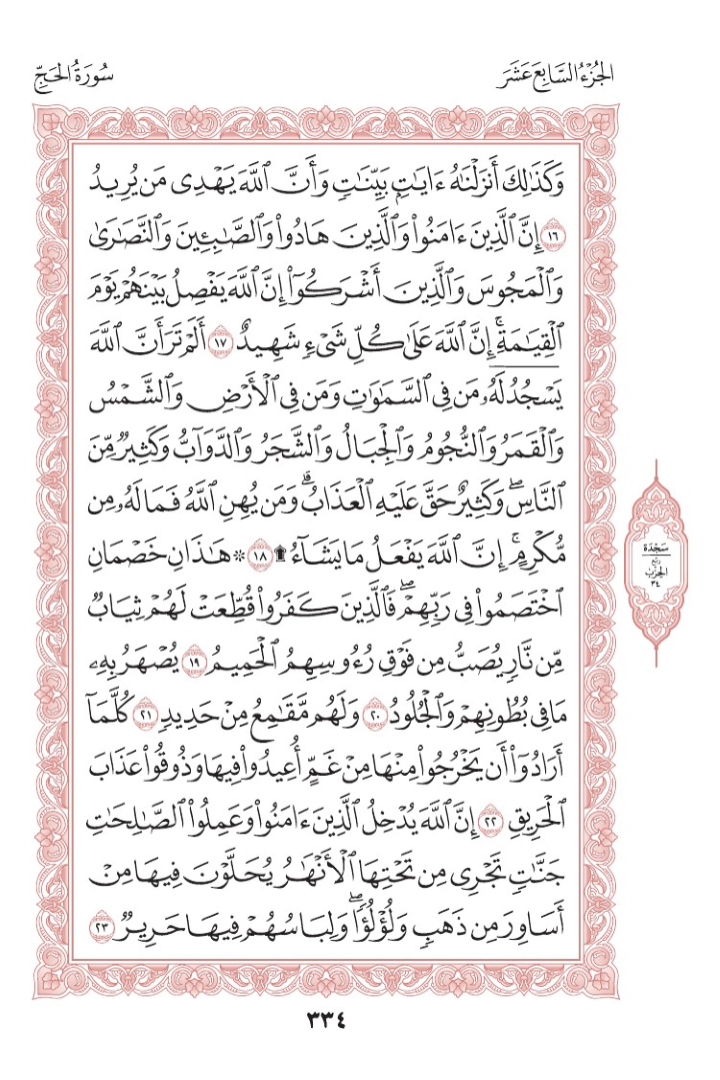 الجُزْءُ السَّابِعَ عَشَرَ
سُورَةُ الحَجِّ
وَكَذَٰلِكَ أَنزَلْنَٰهُ ءَايَٰتِۭ بَيِّنَٰتٖ وَأَنَّ ٱللَّهَ يَهْدِي مَن يُرِيدُ
١٦ إِنَّ ٱلَّذِينَ ءَامَنُواْ وَٱلَّذِينَ هَادُواْ وَٱلصَّٰبِـِٔينَ وَٱلنَّصَٰرَىٰ
وَٱلْمَجُوسَ وَٱلَّذِينَ أَشْرَكُوٓاْ إِنَّ ٱللَّهَ يَفْصِلُ بَيْنَهُمْ يَوْمَ
ٱلْقِيَٰمَةِۚ إِنَّ ٱللَّهَ عَلَىٰ كُلِّ شَيْءٖ شَهِيدٌ ١٧ أَلَمْ تَرَ أَنَّ ٱللَّهَ
يَسْجُدُۤ لَهُۥ مَن فِي ٱلسَّمَٰوَٰتِ وَمَن فِي ٱلْأَرْضِ وَٱلشَّمْسُ
وَٱلْقَمَرُ وَٱلنُّجُومُ وَٱلْجِبَالُ وَٱلشَّجَرُ وَٱلدَّوَآبُّ وَكَثِيرٞ مِّنَ
ٱلنَّاسِۖ وَكَثِيرٌ حَقَّ عَلَيْهِ ٱلْعَذَابُۗ وَمَن يُهِنِ ٱللَّهُ فَمَا لَهُۥ مِن
مُّكْرِمٍۚ إِنَّ ٱللَّهَ يَفْعَلُ مَا يَشَآءُ ۩ ١٨ ۞ هَٰذَانِ خَصْمَانِ
ٱخْتَصَمُواْ فِي رَبِّهِمْۖ فَٱلَّذِينَ كَفَرُواْ قُطِّعَتْ لَهُمْ ثِيَابٞ
مِّن نَّارٖ يُصَبُّ مِن فَوْقِ رُءُوسِهِمُ ٱلْحَمِيمُ ١٩ يُصْهَرُ بِهِۦ
مَا فِي بُطُونِهِمْ وَٱلْجُلُودُ ٢٠ وَلَهُم مَّقَٰمِعُ مِنْ حَدِيدٖ ٢١ كُلَّمَآ
أَرَادُوٓاْ أَن يَخْرُجُواْ مِنْهَا مِنْ غَمٍّ أُعِيدُواْ فِيهَا وَذُوقُواْ عَذَابَ
ٱلْحَرِيقِ ٢٢ إِنَّ ٱللَّهَ يُدْخِلُ ٱلَّذِينَ ءَامَنُواْ وَعَمِلُواْ ٱلصَّٰلِحَٰتِ
جَنَّٰتٖ تَجْرِي مِن تَحْتِهَا ٱلْأَنْهَٰرُ يُحَلَّوْنَ فِيهَا مِنْ
أَسَاوِرَ مِن ذَهَبٖ وَلُؤْلُؤٗاۖ وَلِبَاسُهُمْ فِيهَا حَرِيرٞ ٢٣
سَجْدَة
رُبْع
الحِزْب
٣٤
٣٣٤